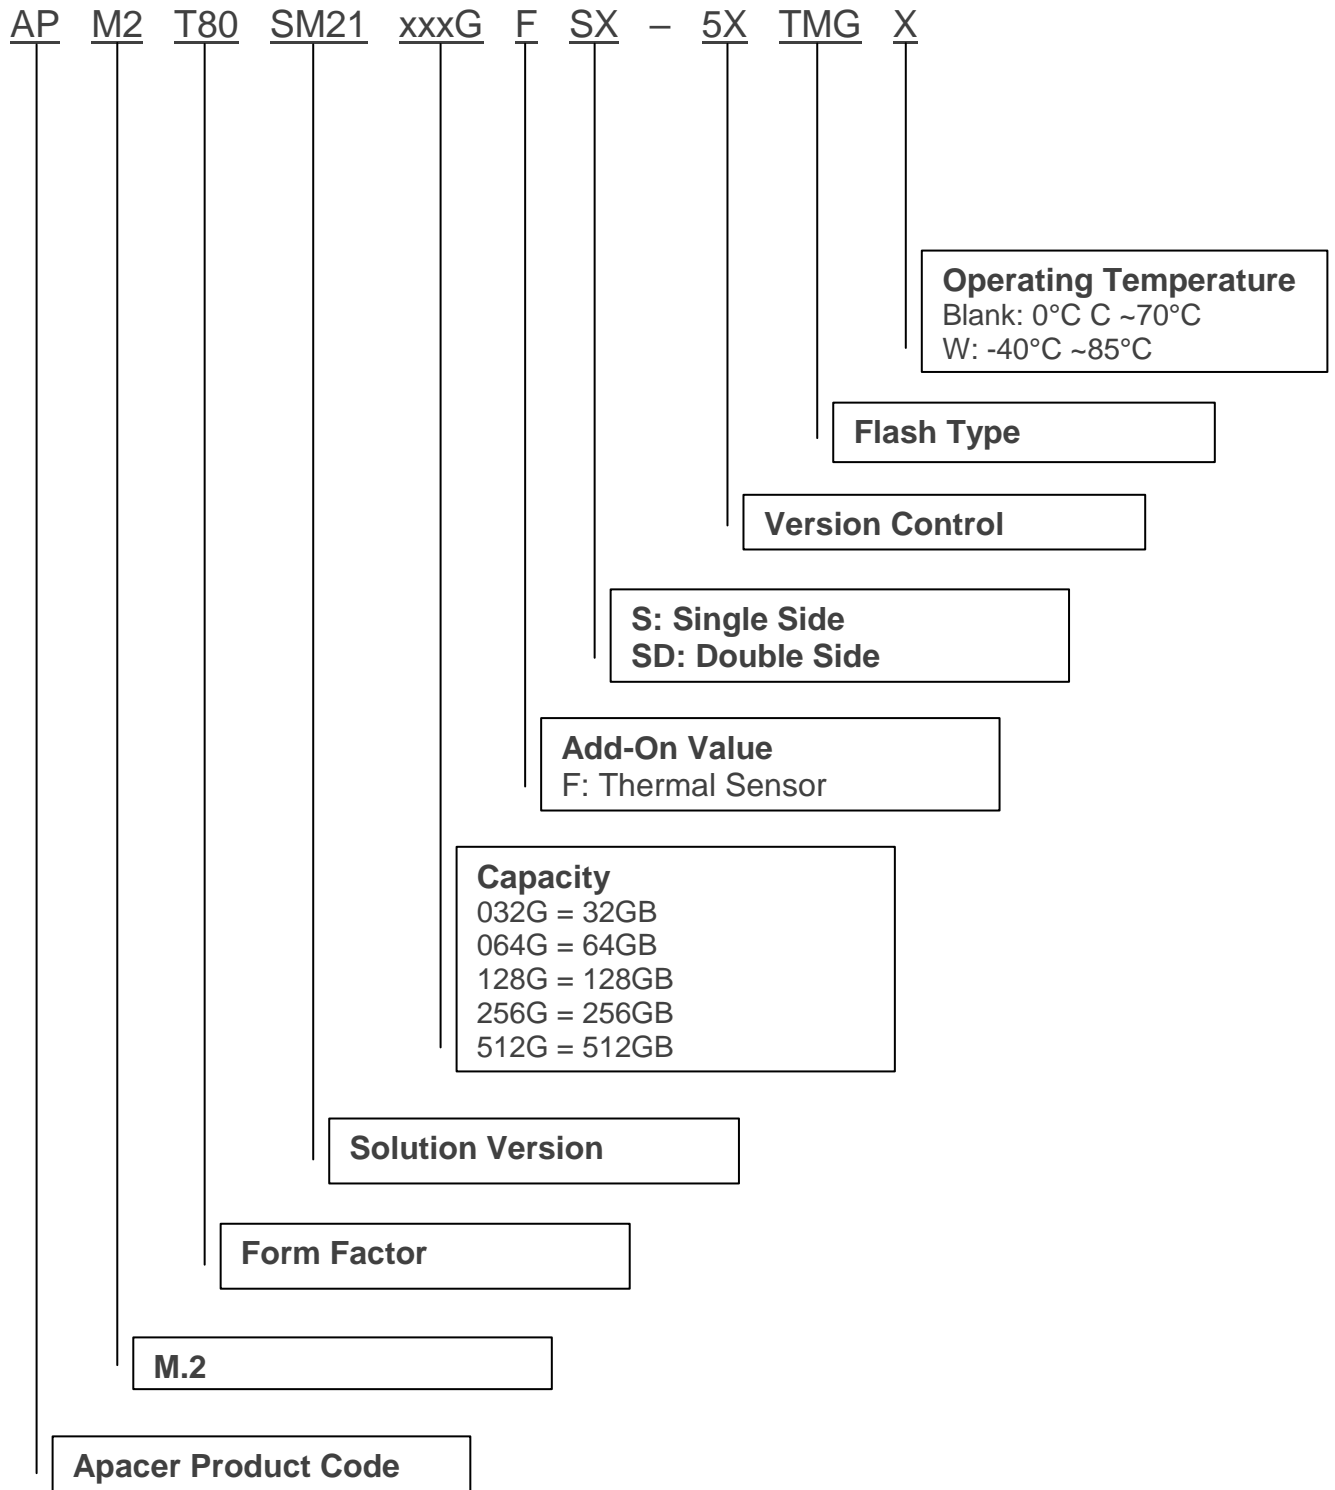 AP M2 T80 SM21 xxxG F SX – 5X TMG X
Operating Temperature
Blank: 0°C C ~70°C
W: -40°C ~85°C
Flash Type
Version Control
S: Single Side
SD: Double Side
Add-On Value
F: Thermal Sensor
Capacity
032G = 32GB
064G = 64GB
128G = 128GB
256G = 256GB
512G = 512GB
Solution Version
Form Factor
M.2
Apacer Product Code